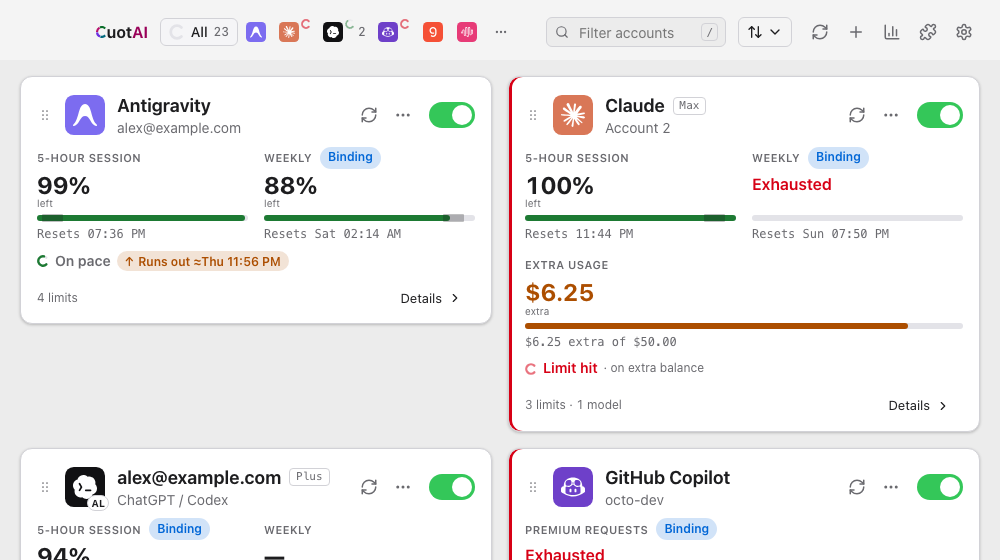 CuotAI
All 23
2
9
···
Filter accounts /
Antigravity
alex@example.com
5-HOUR SESSION
99%
left
Resets 07:36 PM
WEEKLY Binding
88%
left
Resets Sat 02:14 AM
On pace ↑ Runs out ≈Thu 11:56 PM
4 limits
Details
Claude Max
Account 2
5-HOUR SESSION
100%
left
Resets 11:44 PM
WEEKLY Binding
Exhausted
Resets Sun 07:50 PM
EXTRA USAGE
$6.25
extra
$6.25 extra of $50.00
Limit hit · on extra balance
3 limits · 1 model
Details
alex@example.com Plus
AL
ChatGPT / Codex
5-HOUR SESSION Binding
94%
WEEKLY
—
GitHub Copilot
octo-dev
PREMIUM REQUESTS Binding
Exhausted